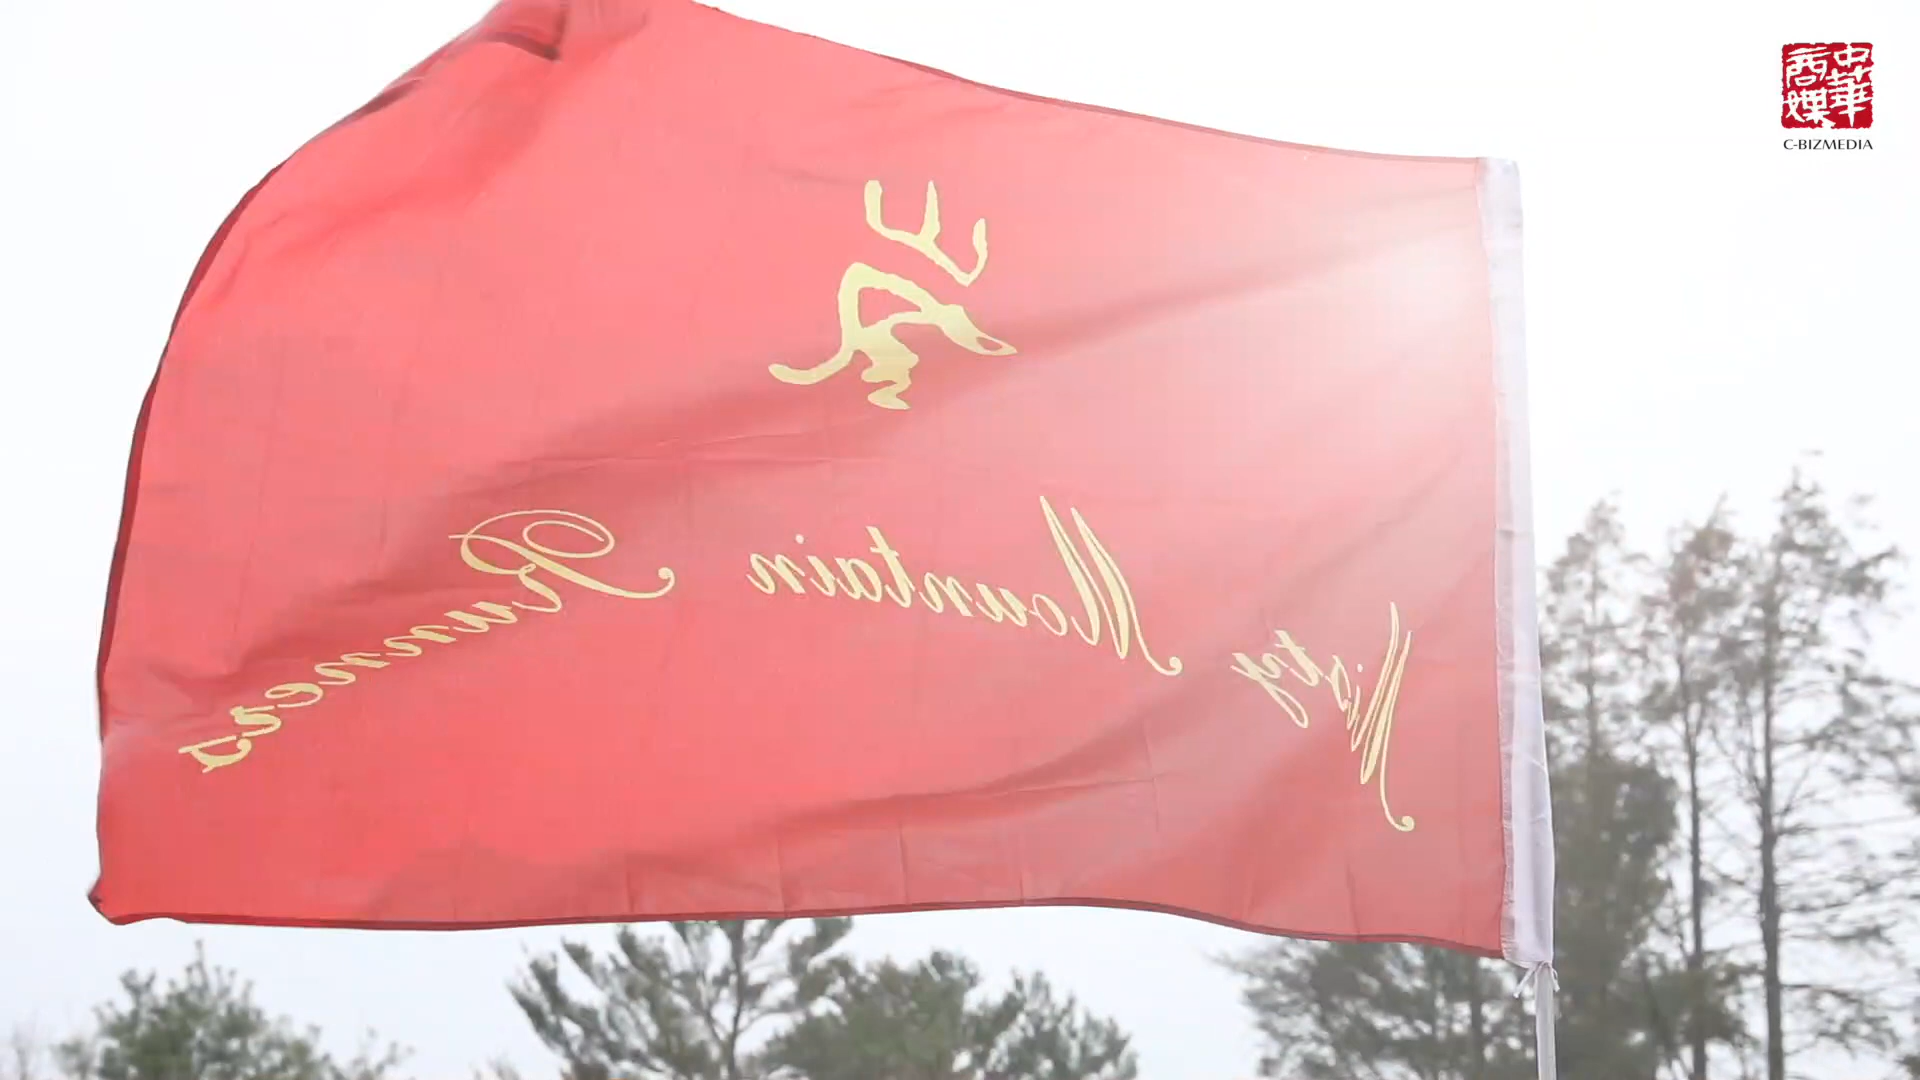 Misty Mountain Runners
中華
商媒
C-BIZMEDIA